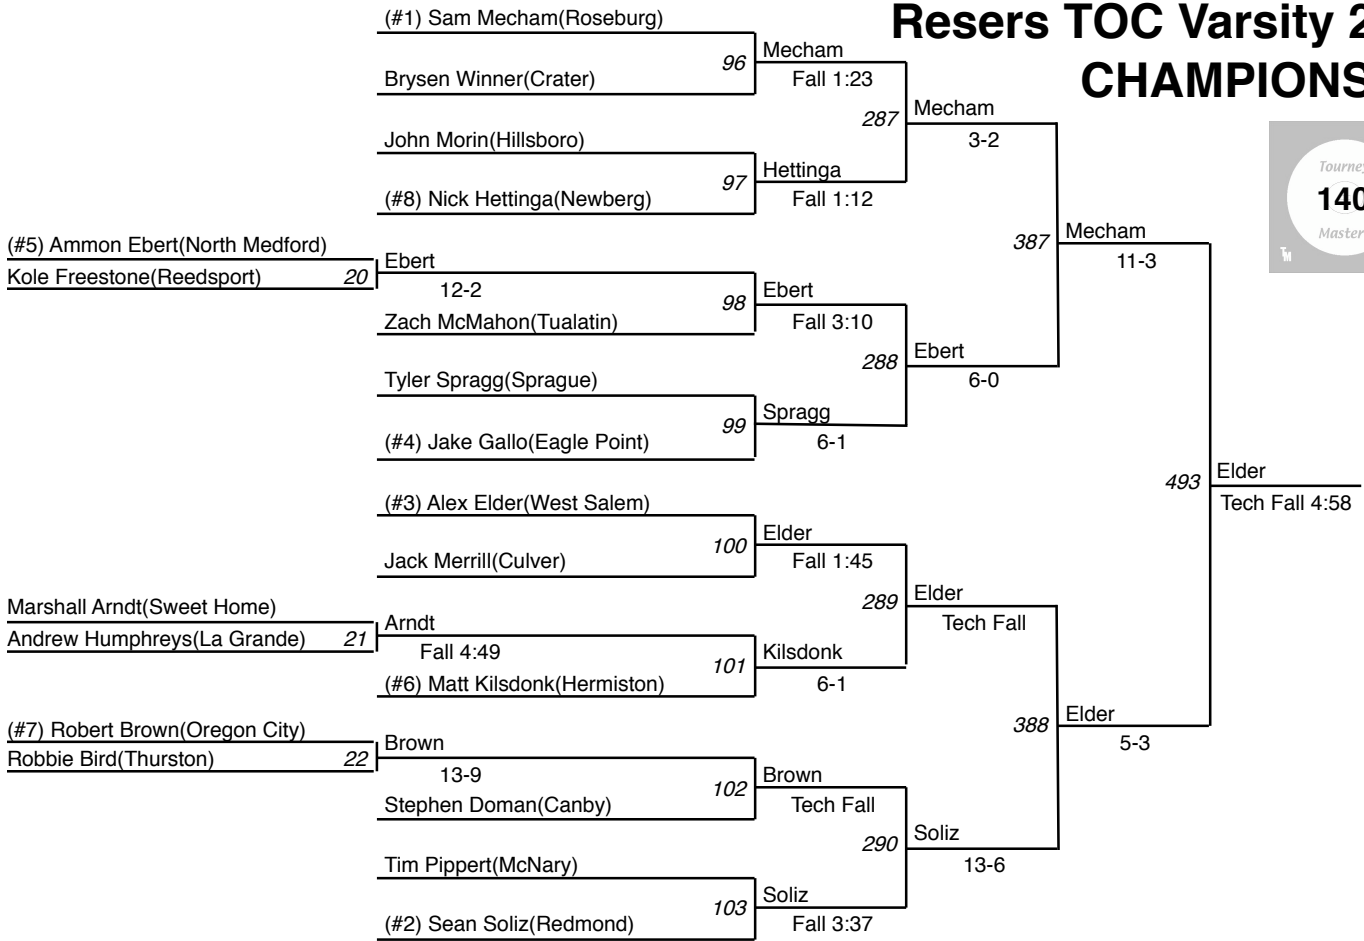 Resers TOC Varsity 2
CHAMPIONS
(#1) Sam Mecham(Roseburg)
96
Mecham
Brysen Winner(Crater)
Fall 1:23
287
Mecham
3-2
John Morin(Hillsboro)
97
Hettinga
(#8) Nick Hettinga(Newberg)
Fall 1:12
Tourney
140
Master
TM
387
Mecham
11-3
(#5) Ammon Ebert(North Medford)
Kole Freestone(Reedsport)
20
Ebert
12-2
98
Ebert
Zach McMahon(Tualatin)
Fall 3:10
288
Ebert
6-0
Tyler Spragg(Sprague)
99
Spragg
(#4) Jake Gallo(Eagle Point)
6-1
493
Elder
Tech Fall 4:58
(#3) Alex Elder(West Salem)
100
Elder
Jack Merrill(Culver)
Fall 1:45
289
Elder
Tech Fall
Marshall Arndt(Sweet Home)
Andrew Humphreys(La Grande)
21
Arndt
Fall 4:49
101
Kilsdonk
(#6) Matt Kilsdonk(Hermiston)
6-1
388
Elder
5-3
(#7) Robert Brown(Oregon City)
Robbie Bird(Thurston)
22
Brown
13-9
102
Brown
Stephen Doman(Canby)
Tech Fall
290
Soliz
13-6
Tim Pippert(McNary)
103
Soliz
(#2) Sean Soliz(Redmond)
Fall 3:37